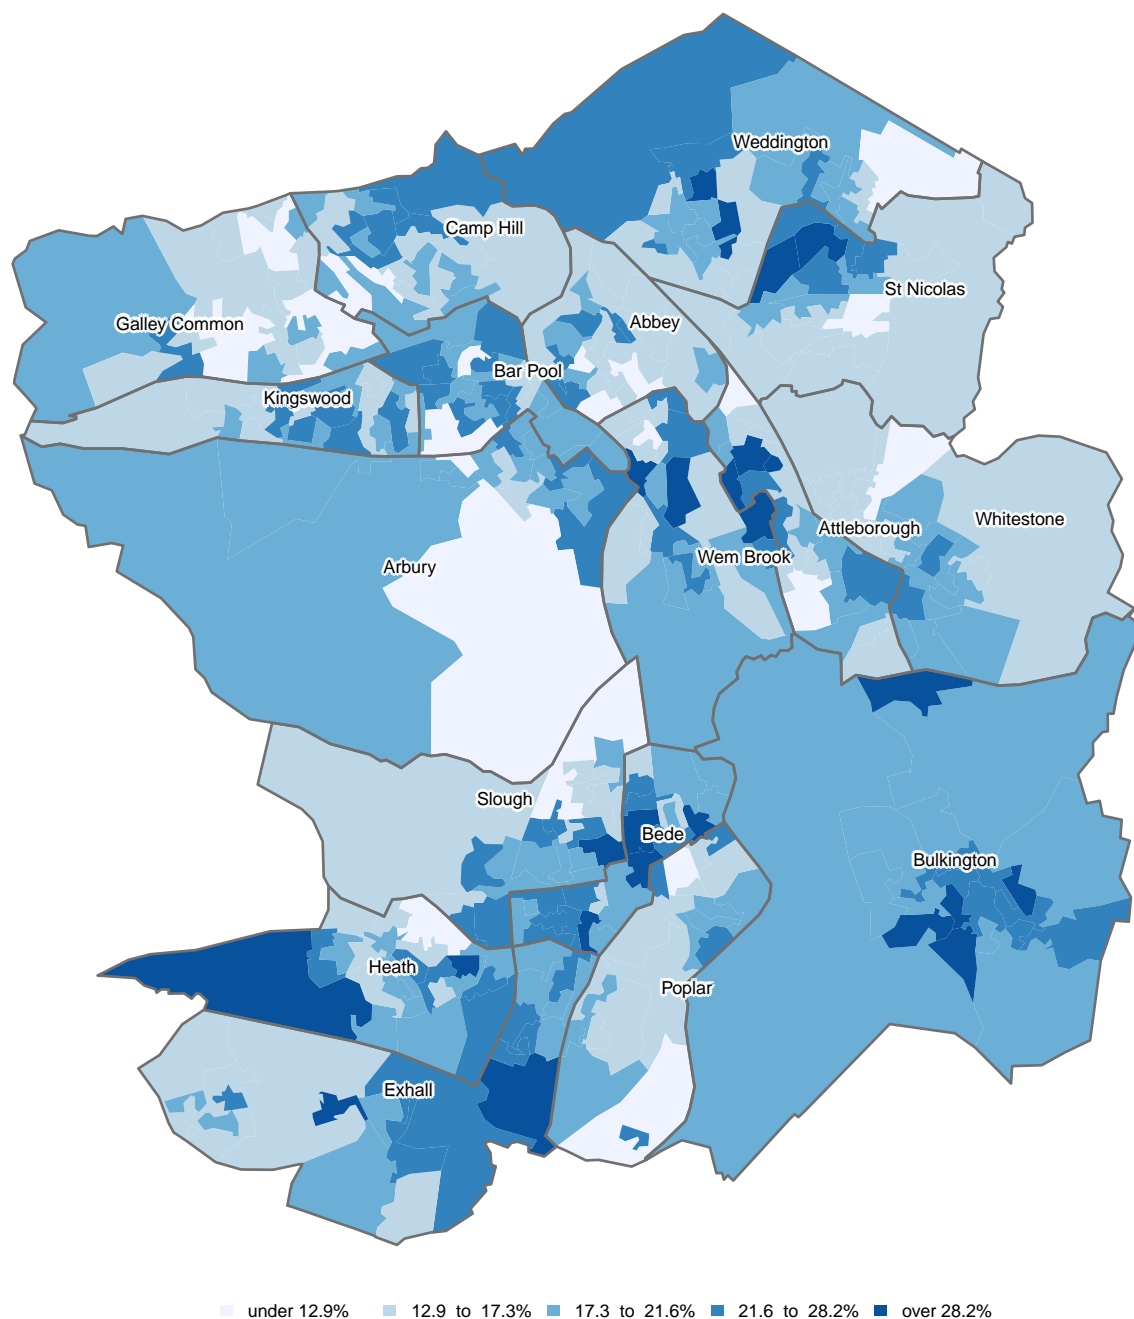 Weddington
Camp Hill
St Nicolas
Galley Common
Abbey
Bar Pool
Kingswood
Whitestone
Attleborough
Wem Brook
Arbury
Slough
Bede
Bulkington
Heath
Poplar
Exhall
under 12.9% 12.9 to 17.3% 17.3 to 21.6% 21.6 to 28.2% over 28.2%